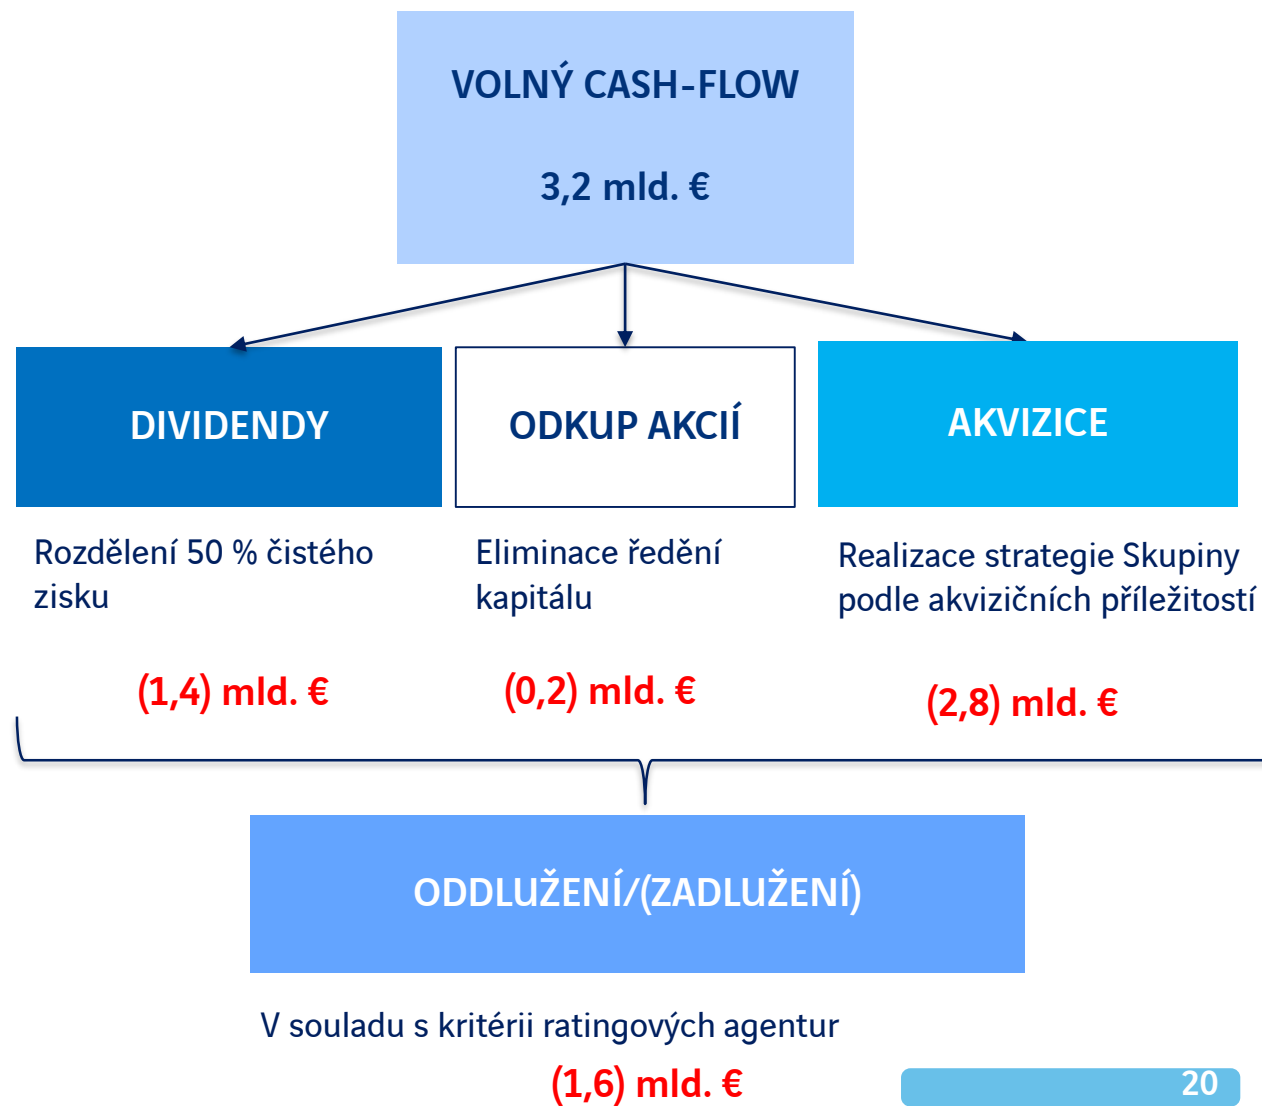 VOLNÝ CASH-FLOW
3,2 mld. €
DIVIDENDY
ODKUP AKCIÍ
AKVIZICE
Rozdělení 50 % čistého
zisku
Eliminace ředění
kapitálu
Realizace strategie Skupiny
podle akvizičních příležitostí
(1,4) mld. €
(0,2) mld. €
(2,8) mld. €
ODDLUŽENÍ/(ZADLUŽENÍ)
V souladu s kritérii ratingových agentur
(1,6) mld. €
20